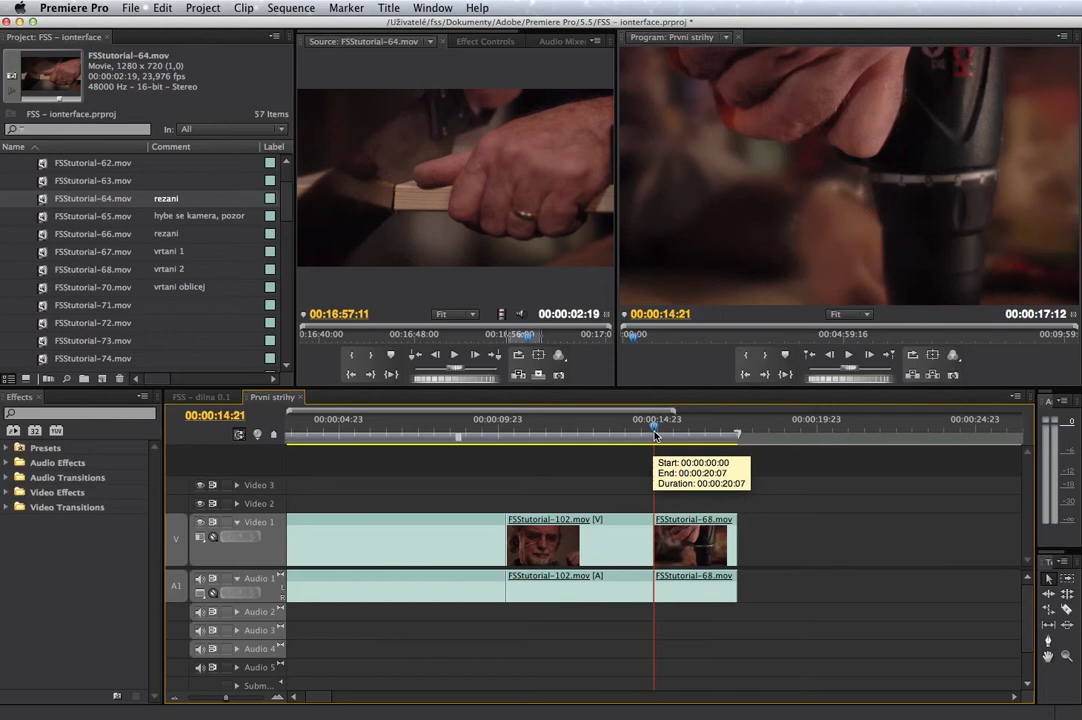 Premiere Pro File Edit Project Clip Sequence Marker Title Window Help
/Uživatelé/fss/Dokumenty/Adobe/Premiere Pro/5.5/FSS - ionterface.prproj *
Project: FSS - ionterface
FSStutorial-64.mov
Movie, 1280 x 720 (1,0)
00:00:02:19, 23,976 fps
48000 Hz - 16-bit - Stereo
FSS - ionterface.prproj 57 Items
In: All
Name Comment Label
FSStutorial-62.mov
FSStutorial-63.mov
FSStutorial-64.mov rezani
FSStutorial-65.mov hybe se kamera, pozor
FSStutorial-66.mov rezani
FSStutorial-67.mov vrtani 1
FSStutorial-68.mov vrtani 2
FSStutorial-70.mov vrtani oblicej
FSStutorial-71.mov
FSStutorial-72.mov
FSStutorial-73.mov
FSStutorial-74.mov
Source: FSStutorial-64.mov Effect Controls Audio Mixer
00:16:57:11 Fit 00:00:02:19
0:16:40:00 00:16:48:00 00:16:56:00 00:17:0
Program: Prvni strihy
00:00:14:21 Fit 00:00:17:12
00:00 00:04:59:16 00:09:59:
Effects
Presets
Audio Effects
Audio Transitions
Video Effects
Video Transitions
FSS - dilna 0.1 Prvni strihy
00:00:14:21
00:00:04:23 00:00:09:23 00:00:14:23 00:00:19:23 00:00:24:23
Start: 00:00:00:00
End: 00:00:20:07
Duration: 00:00:20:07
Video 3
Video 2
V Video 1
FSStutorial-102.mov [V] FSStutorial-68.mov
A1 Audio 1
L
R
FSStutorial-102.mov [A] FSStutorial-68.mov
Audio 2
Audio 3
Audio 4
Audio 5
Subm...
A
0
To